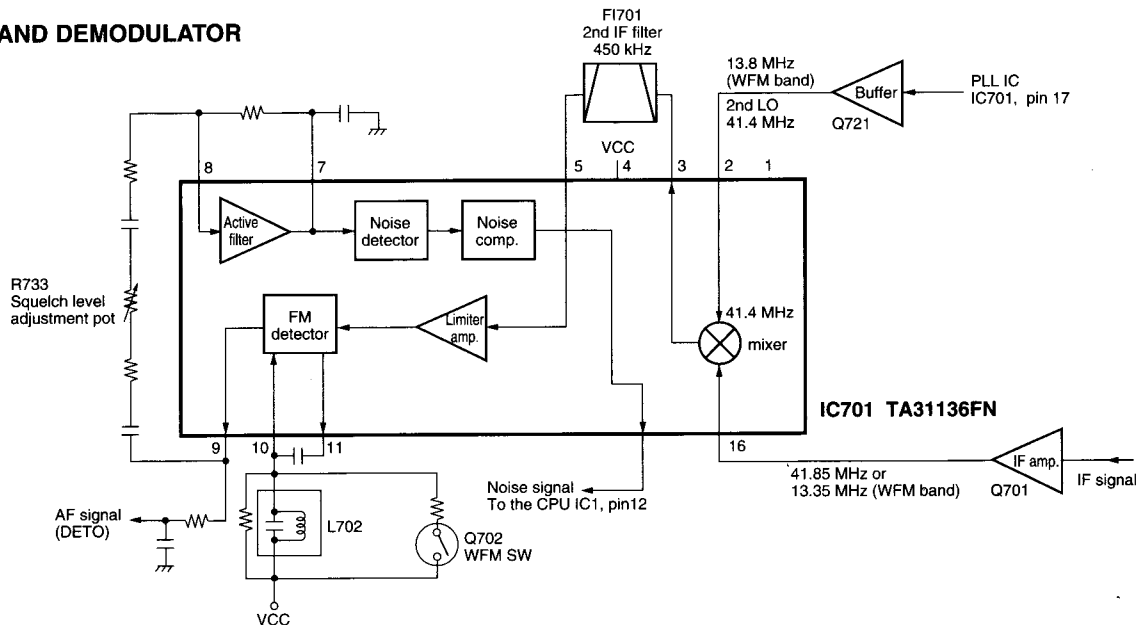 AND DEMODULATOR
FI701
2nd IF filter
450 kHz
13.8 MHz
(WFM band)
2nd LO
41.4 MHz
Buffer
Q721
PLL IC
IC701, pin 17
VCC
8
7
5
4
3
2
1
Active
filter
Noise
detector
Noise
comp.
R733
Squelch level
adjustment pot
FM
detector
Limiter
amp.
41.4 MHz
mixer
IC701 TA31136FN
9
10
11
16
IF amp.
Q701
IF signal
41.85 MHz or
13.35 MHz (WFM band)
Noise signal
To the CPU IC1, pin12
AF signal
(DETO)
L702
Q702
WFM SW
VCC